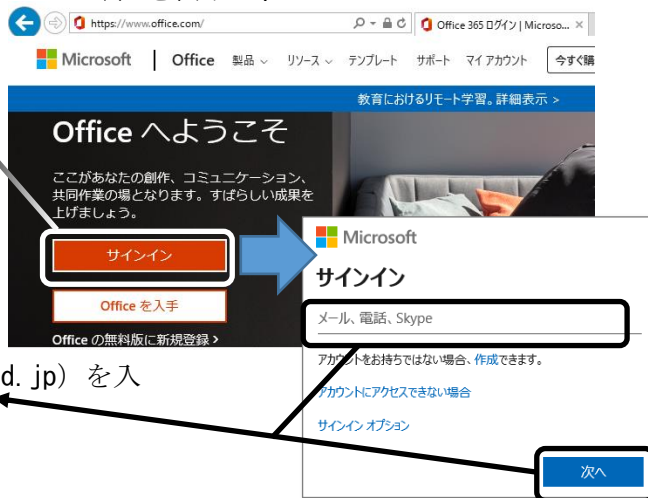 https://www.office.com/
Office 365 ログイン | Microso... ×
Microsoft | Office 製品 リソース テンプレート サポート マイ アカウント 今すぐ購
教育におけるリモート学習。詳細表示 >
Office へようこそ
ここがあなたの創作、コミュニケーション、
共同作業の場となります。すばらしい成果を
上げましょう。
サインイン
Office を入手
Office の無料版に新規登録 >
Microsoft
サインイン
メール、電話、Skype
アカウントをお持ちではない場合、作成できます。
アカウントにアクセスできない場合
サインイン オプション
次へ
d.jp）を入